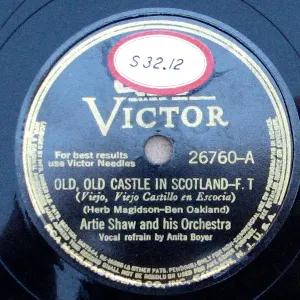 S 32.12
VICTOR
For best results
use Victor Needles
26760-A
OLD, OLD CASTLE IN SCOTLAND–F.T
(Viejo, Viejo Castillo en Escocia)
(Herb Magidson–Ben Oakland)
Artie Shaw and his Orchestra
Vocal refrain by Anita Boyer